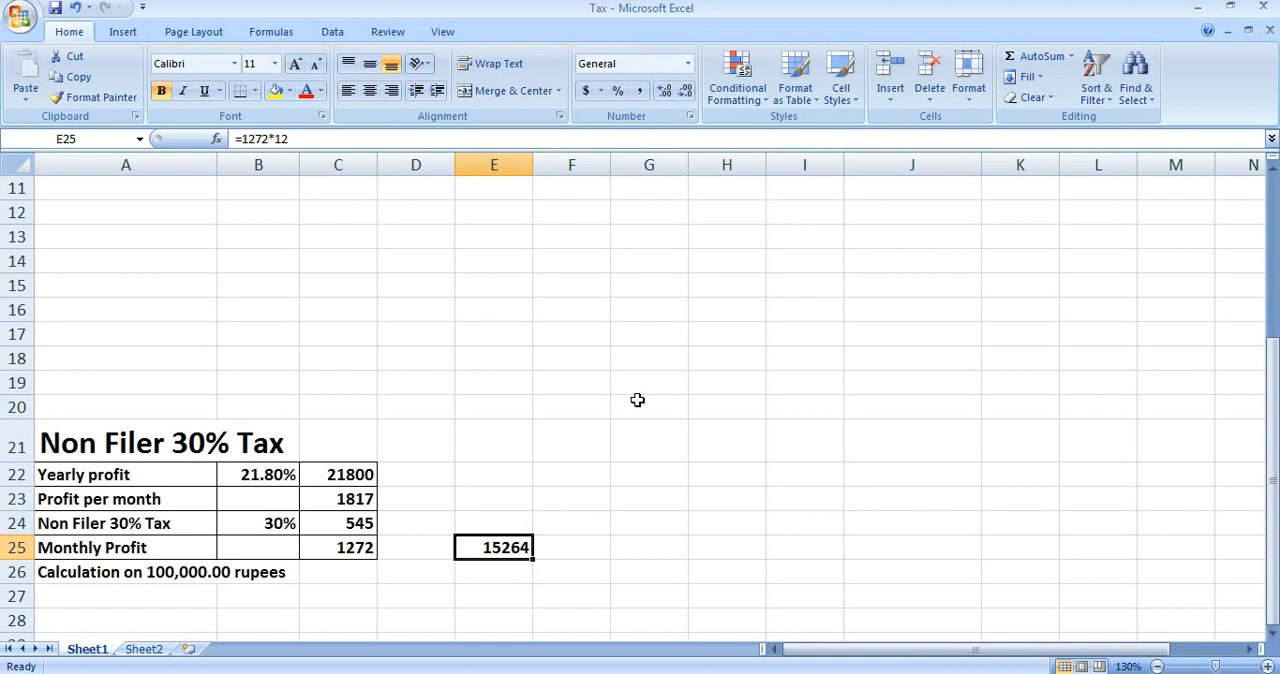 Tax - Microsoft Excel
Home Insert Page Layout Formulas Data Review View
Paste
Cut
Copy
Format Painter
Clipboard
Calibri 11
B I U
Font
Wrap Text
Merge & Center
Alignment
General
$ % ,
Number
Conditional Formatting
Format as Table
Cell Styles
Styles
Insert Delete Format
Cells
AutoSum
Fill
Clear
Sort & Filter
Find & Select
Editing
E25 fx =1272*12
A B C D E F G H I J K L M N
11
12
13
14
15
16
17
18
19
20
21 Non Filer 30% Tax
22 Yearly profit 21.80% 21800
23 Profit per month 1817
24 Non Filer 30% Tax 30% 545
25 Monthly Profit 1272 15264
26 Calculation on 100,000.00 rupees
27
28
Sheet1 Sheet2
Ready 130%